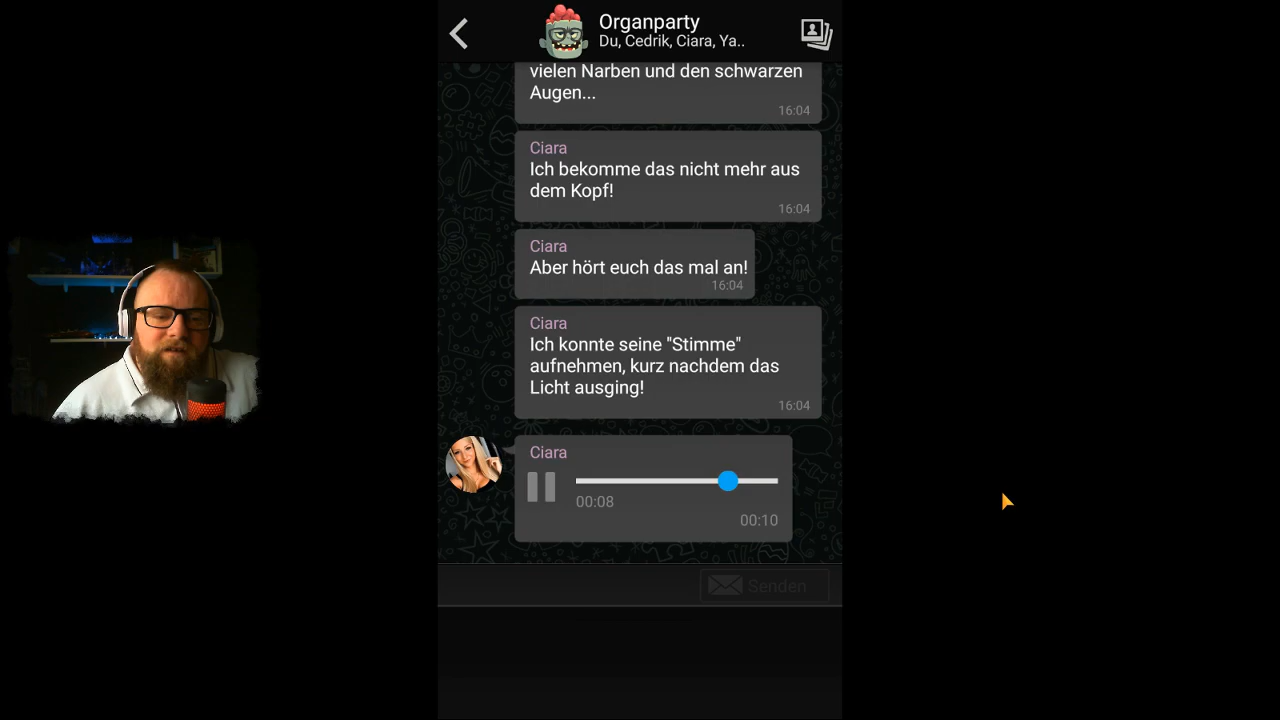 Organparty
Du, Cedrik, Ciara, Ya..
vielen Narben und den schwarzen
Augen...
16:04
Ciara
Ich bekomme das nicht mehr aus
dem Kopf!
16:04
Ciara
Aber hört euch das mal an!
16:04
Ciara
Ich konnte seine "Stimme"
aufnehmen, kurz nachdem das
Licht ausging!
16:04
Ciara
00:08
00:10
Senden